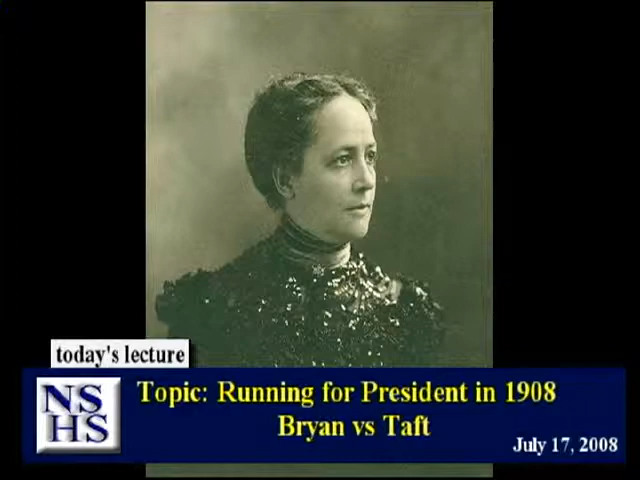 today's lecture
NS
HS
Topic: Running for President in 1908
Bryan vs Taft
July 17, 2008